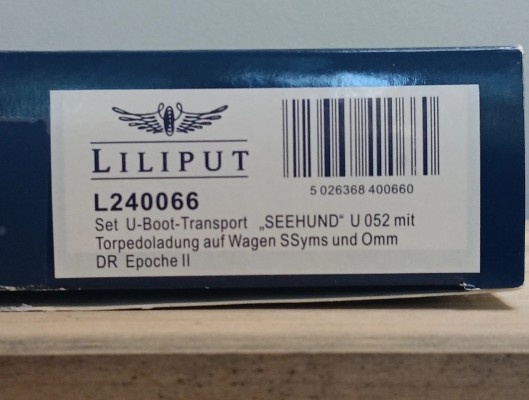 LILIPUT
5 026368 400660
L240066
Set U-Boot-Transport „SEEHUND“ U 052 mit
Torpedoladung auf Wagen SSyms und Omm
DR Epoche II